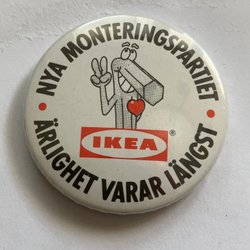 NYA MONTERINGSPARTIET
IKEA®
ÄRLIGHET VARAR LÄNGST